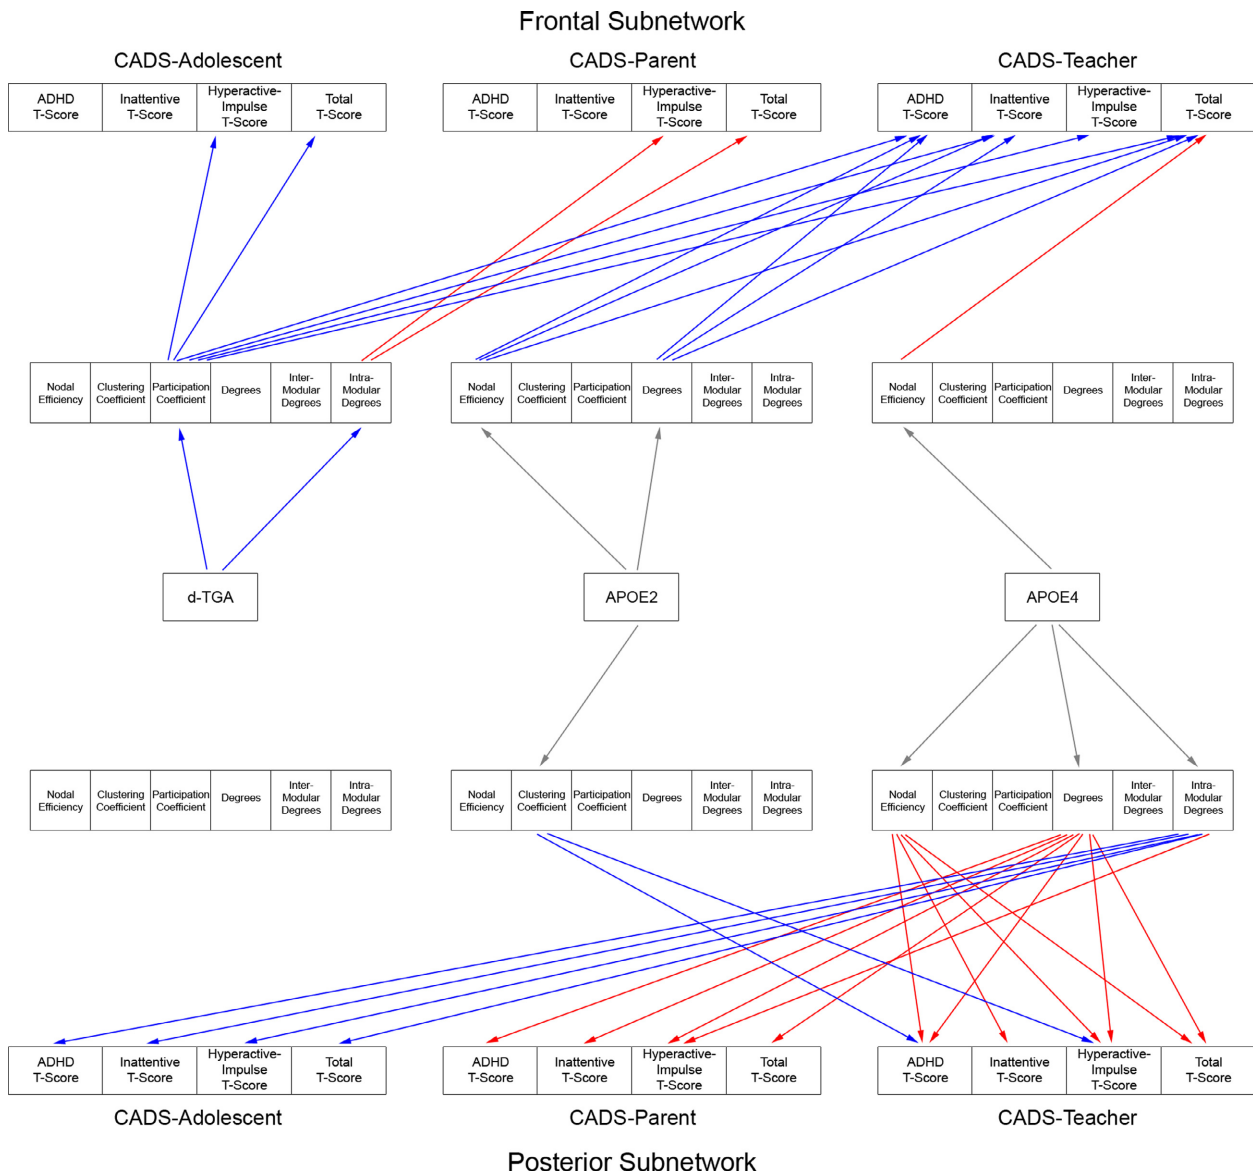 Frontal Subnetwork
CADS-Adolescent
CADS-Parent
CADS-Teacher
ADHD
T-Score
Inattentive
T-Score
Hyperactive-
Impulse
T-Score
Total
T-Score
ADHD
T-Score
Inattentive
T-Score
Hyperactive-
Impulse
T-Score
Total
T-Score
ADHD
T-Score
Inattentive
T-Score
Hyperactive-
Impulse
T-Score
Total
T-Score
Nodal
Efficiency
Clustering
Coefficient
Participation
Coefficient
Degrees
Inter-
Modular
Degrees
Intra-
Modular
Degrees
Nodal
Efficiency
Clustering
Coefficient
Participation
Coefficient
Degrees
Inter-
Modular
Degrees
Intra-
Modular
Degrees
Nodal
Efficiency
Clustering
Coefficient
Participation
Coefficient
Degrees
Inter-
Modular
Degrees
Intra-
Modular
Degrees
d-TGA
APOE2
APOE4
Nodal
Efficiency
Clustering
Coefficient
Participation
Coefficient
Degrees
Inter-
Modular
Degrees
Intra-
Modular
Degrees
Nodal
Efficiency
Clustering
Coefficient
Participation
Coefficient
Degrees
Inter-
Modular
Degrees
Intra-
Modular
Degrees
Nodal
Efficiency
Clustering
Coefficient
Participation
Coefficient
Degrees
Inter-
Modular
Degrees
Intra-
Modular
Degrees
ADHD
T-Score
Inattentive
T-Score
Hyperactive-
Impulse
T-Score
Total
T-Score
ADHD
T-Score
Inattentive
T-Score
Hyperactive-
Impulse
T-Score
Total
T-Score
ADHD
T-Score
Inattentive
T-Score
Hyperactive-
Impulse
T-Score
Total
T-Score
CADS-Adolescent
CADS-Parent
CADS-Teacher
Posterior Subnetwork